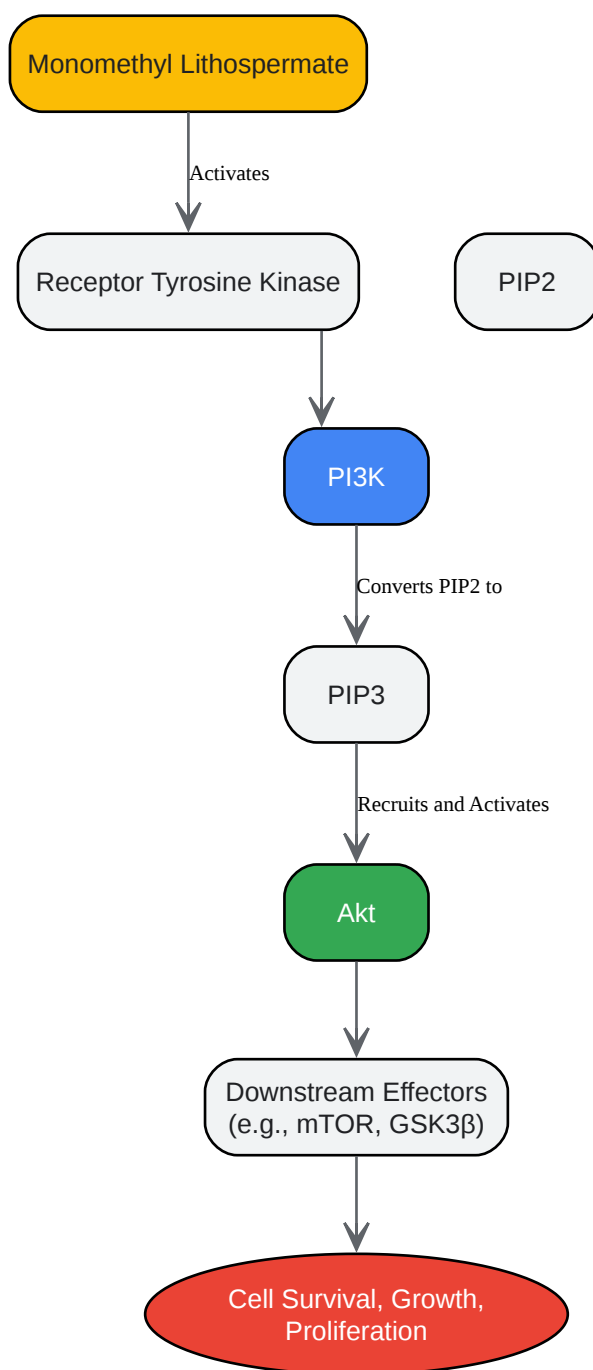 Monomethyl Lithospermate
Activates
Receptor Tyrosine Kinase
PIP2
PI3K
Converts PIP2 to
PIP3
Recruits and Activates
Akt
Downstream Effectors
(e.g., mTOR, GSK3β)
Cell Survival, Growth,
Proliferation